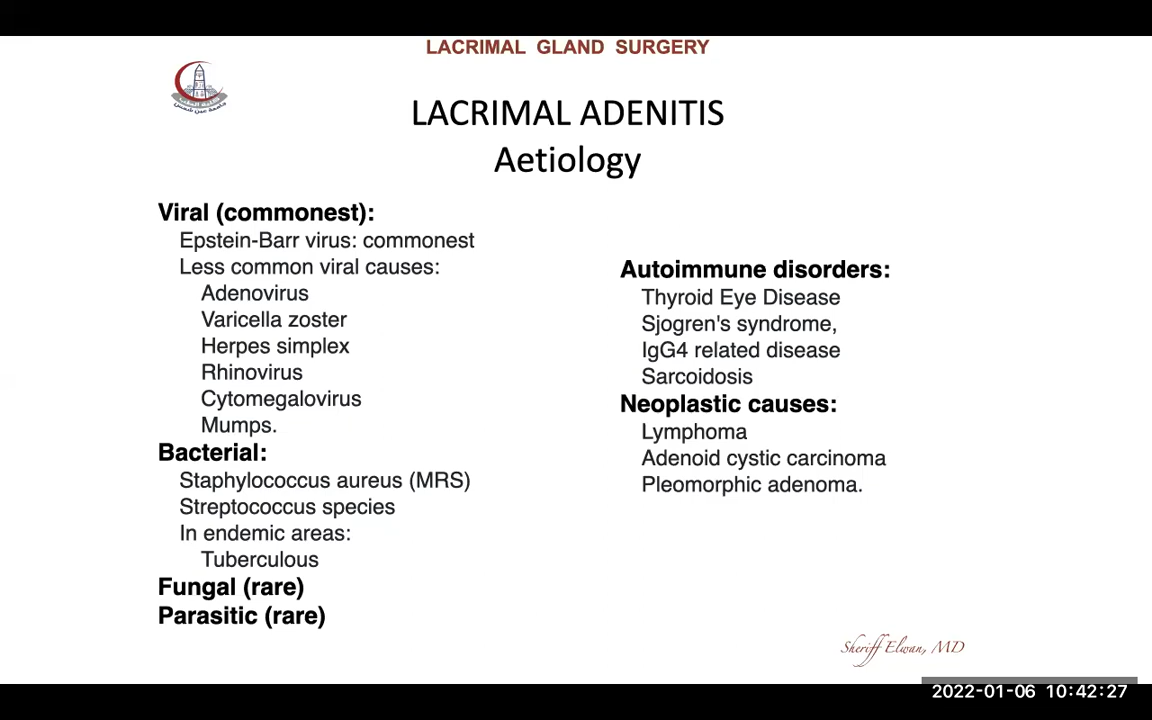 LACRIMAL GLAND SURGERY
LACRIMAL ADENITIS
Aetiology
Viral (commonest):
Epstein-Barr virus: commonest
Less common viral causes:
Adenovirus
Varicella zoster
Herpes simplex
Rhinovirus
Cytomegalovirus
Mumps.
Bacterial:
Staphylococcus aureus (MRS)
Streptococcus species
In endemic areas:
Tuberculous
Fungal (rare)
Parasitic (rare)
Autoimmune disorders:
Thyroid Eye Disease
Sjogren's syndrome,
IgG4 related disease
Sarcoidosis
Neoplastic causes:
Lymphoma
Adenoid cystic carcinoma
Pleomorphic adenoma.
Sheriff Elwan, MD
2022-01-06 10:42:27